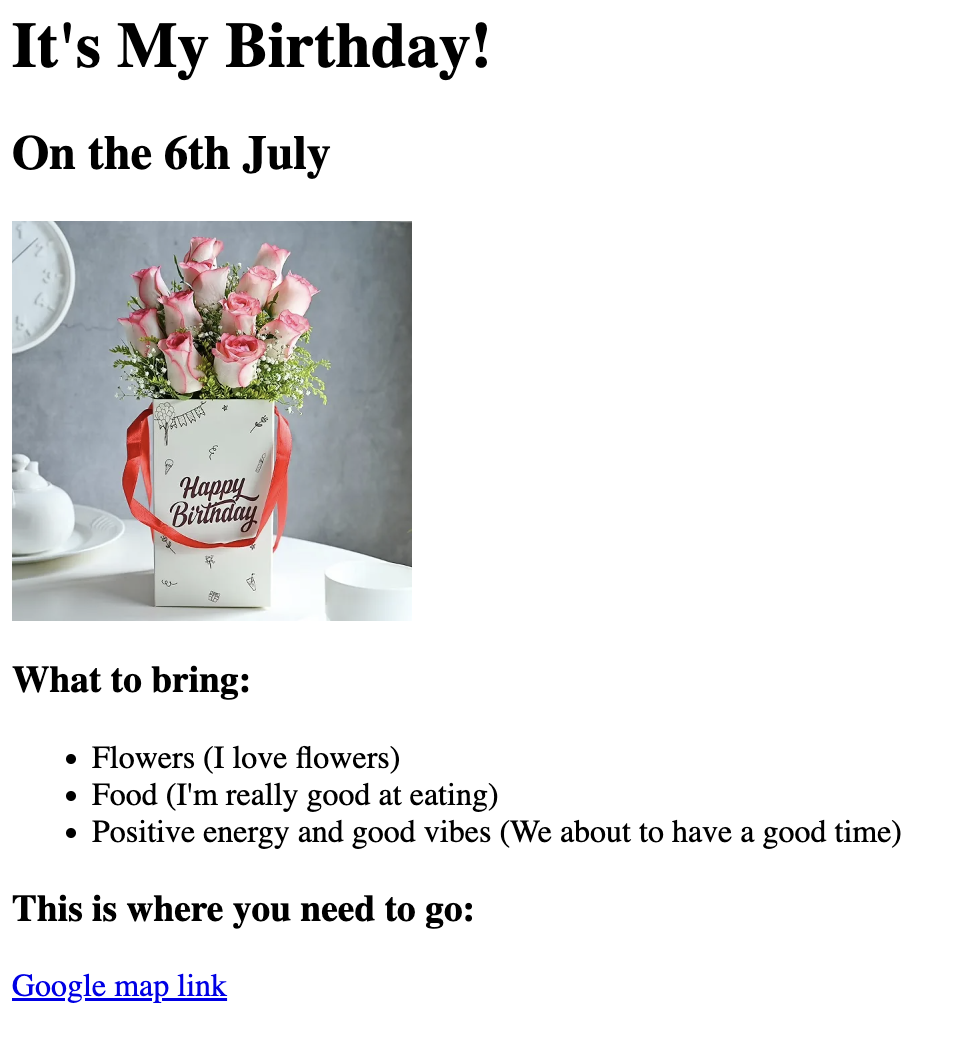 It's My Birthday!
On the 6th July
Happy
Birthday
What to bring:
Flowers (I love flowers)
Food (I'm really good at eating)
Positive energy and good vibes (We about to have a good time)
This is where you need to go:
Google map link